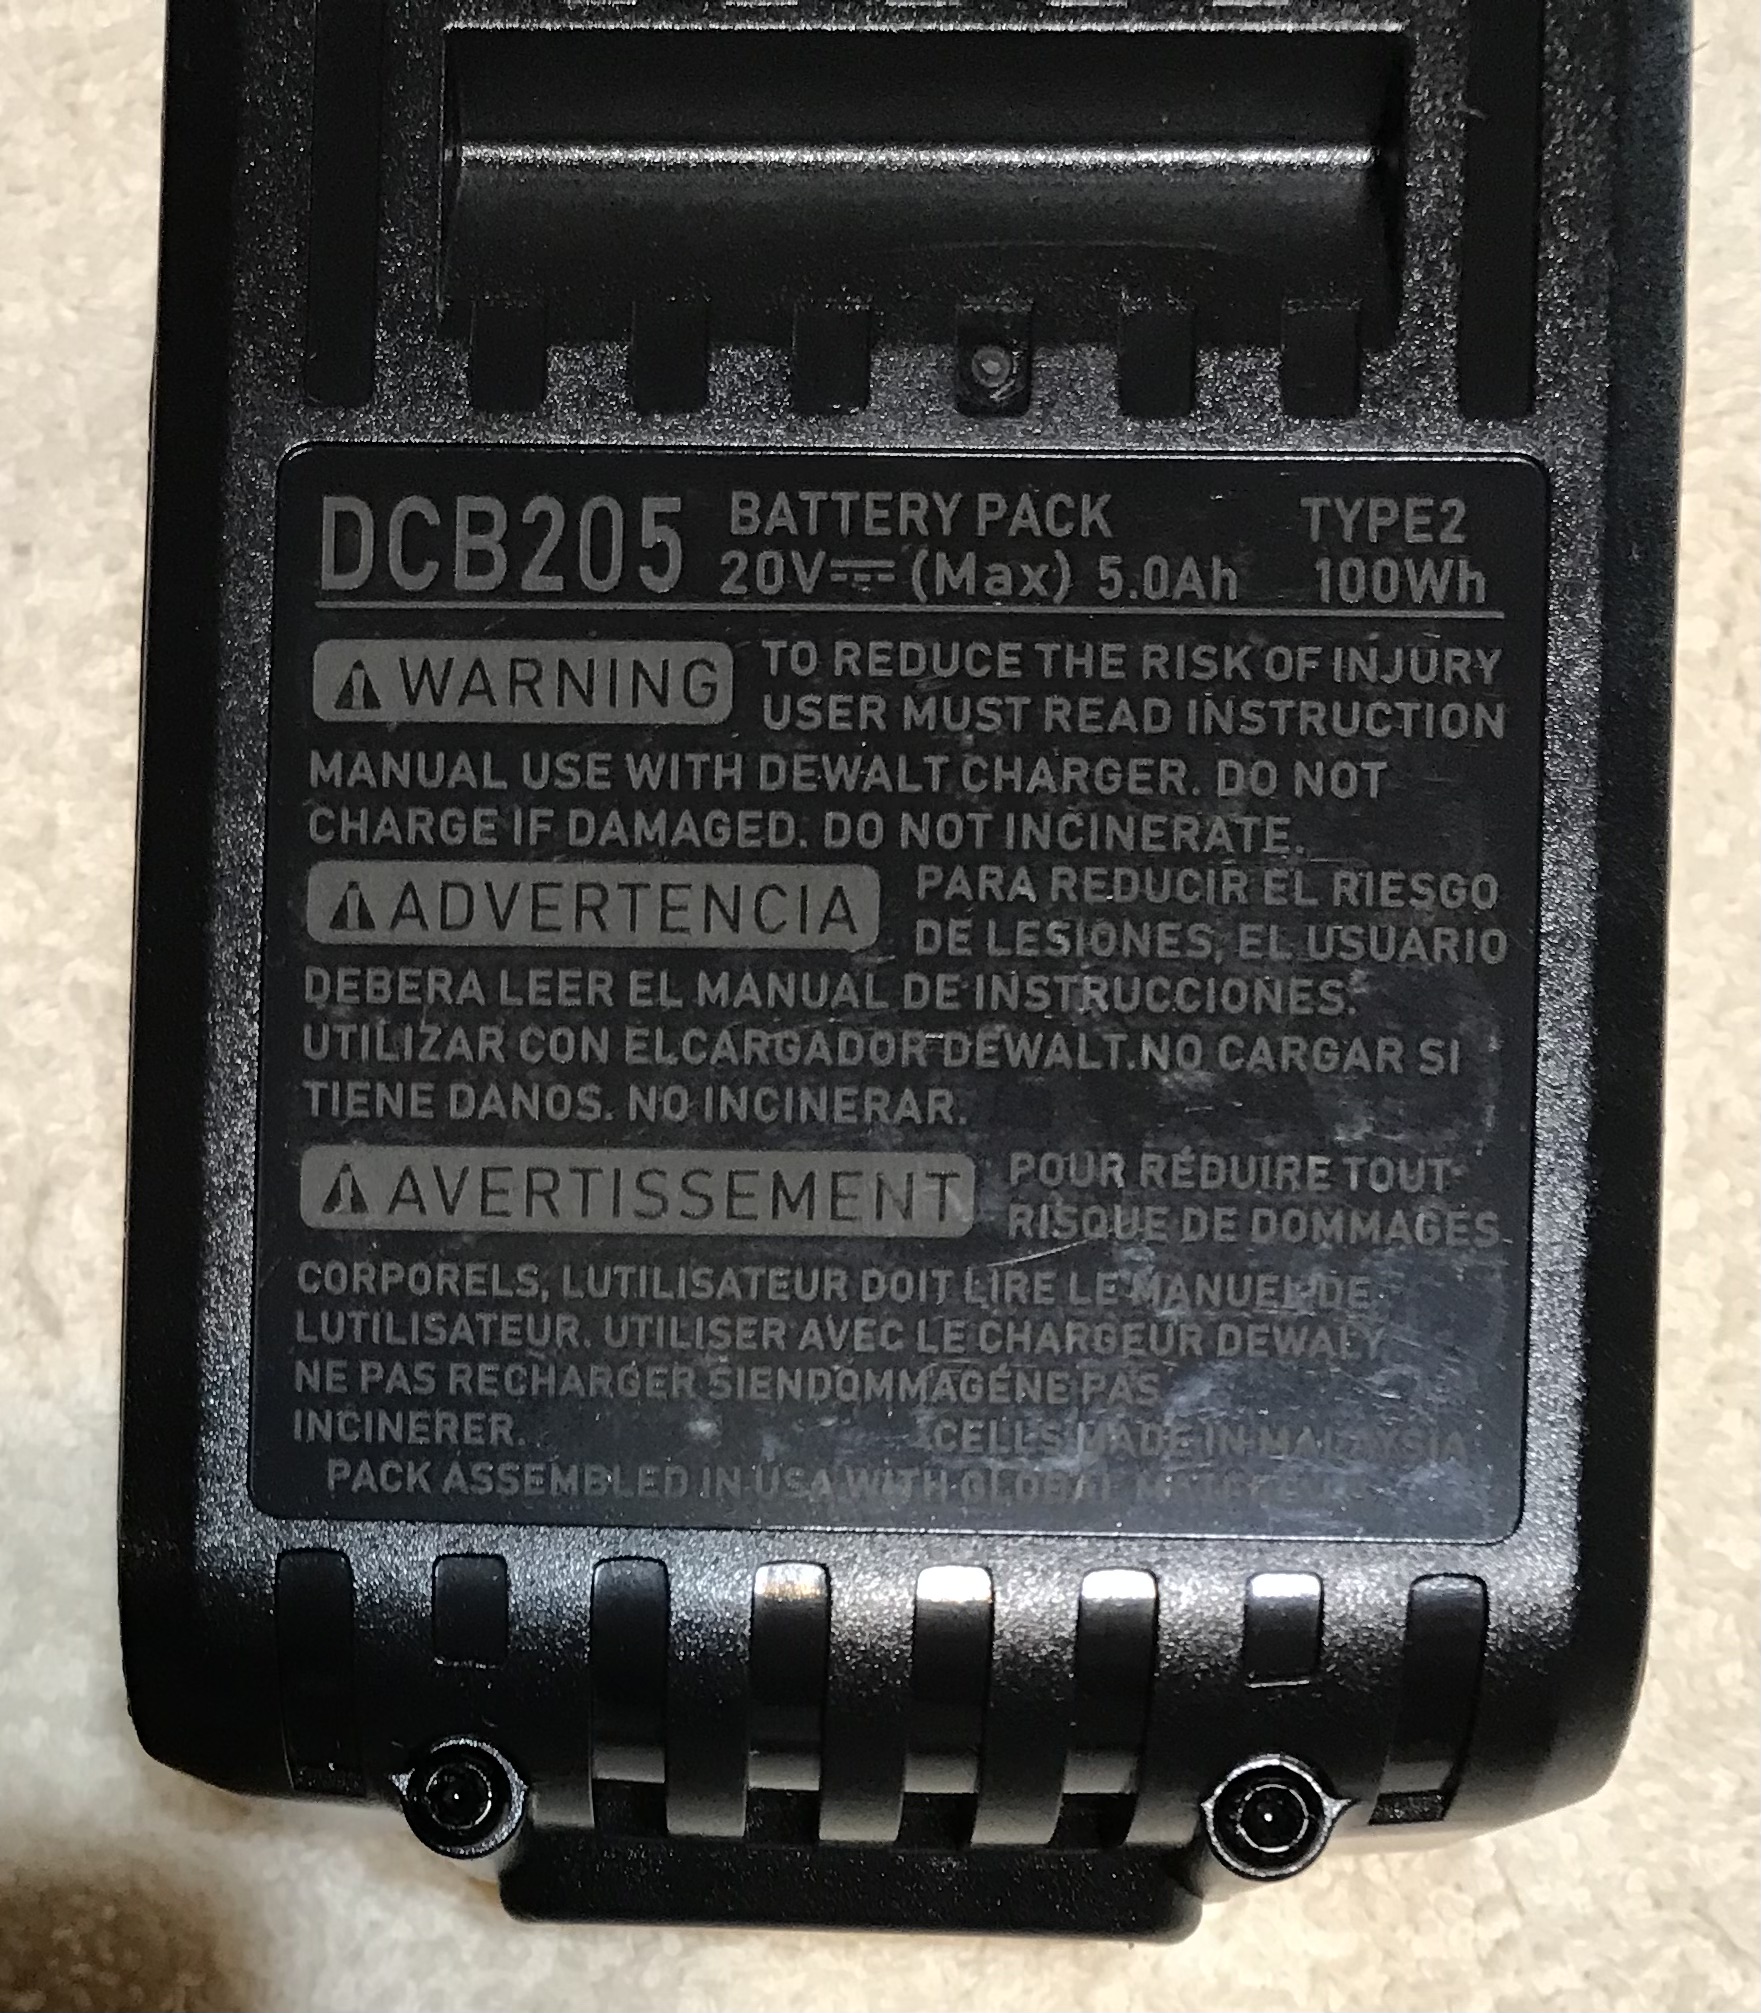 DCB205 BATTERY PACK TYPE2
20V⎓(Max) 5.0Ah 100Wh
⚠WARNING TO REDUCE THE RISK OF INJURY
USER MUST READ INSTRUCTION
MANUAL USE WITH DEWALT CHARGER. DO NOT
CHARGE IF DAMAGED. DO NOT INCINERATE.
⚠ADVERTENCIA PARA REDUCIR EL RIESGO
DE LESIONES, EL USUARIO
DEBERA LEER EL MANUAL DE INSTRUCCIONES.
UTILIZAR CON ELCARGADOR DEWALT.NO CARGAR SI
TIENE DANOS. NO INCINERAR.
⚠AVERTISSEMENT POUR RÉDUIRE TOUT
RISQUE DE DOMMAGES
CORPORELS, LUTILISATEUR DOIT LIRE LE MANUEL DE
LUTILISATEUR. UTILISER AVEC LE CHARGEUR DEWALY
NE PAS RECHARGER SIENDOMMAGÉNE PAS
INCINERER. CELLS MADE IN MALAYSIA
PACK ASSEMBLED IN USA WITH GLOBAL